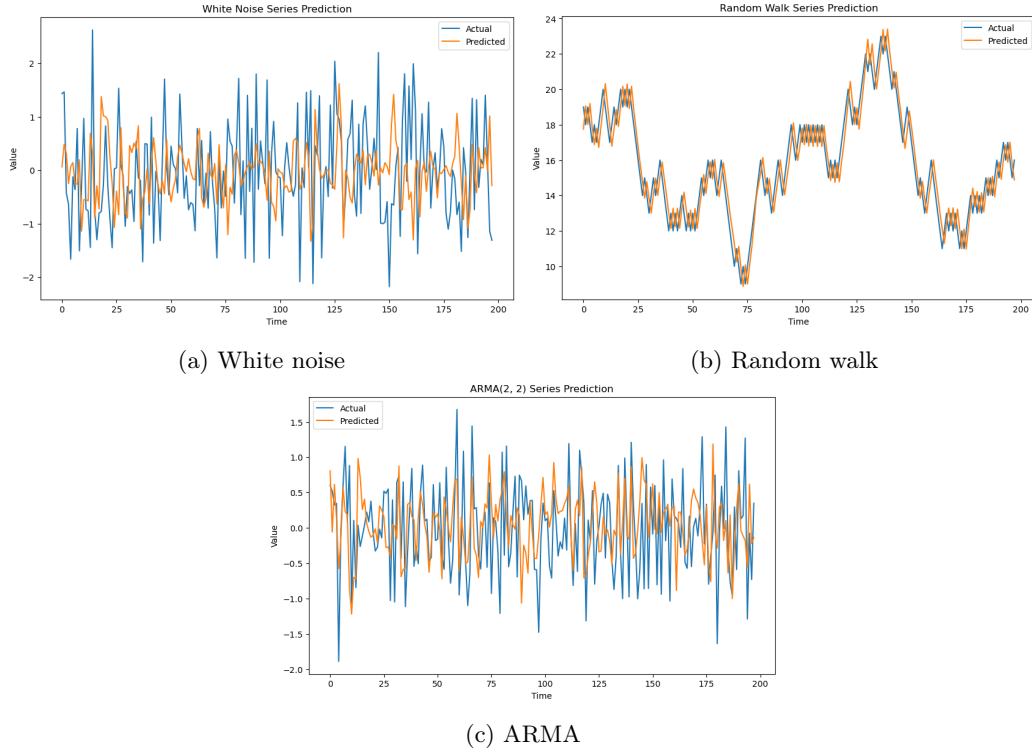 White Noise Series Prediction
Actual
Predicted
Value
2
1
0
−1
−2
0 25 50 75 100 125 150 175 200
Time
(a) White noise
Random Walk Series Prediction
Actual
Predicted
24
22
20
18
16
14
12
10
Value
0 25 50 75 100 125 150 175 200
Time
(b) Random walk
ARMA(2, 2) Series Prediction
Actual
Predicted
Value
1.5
1.0
0.5
0.0
−0.5
−1.0
−1.5
−2.0
0 25 50 75 100 125 150 175 200
Time
(c) ARMA